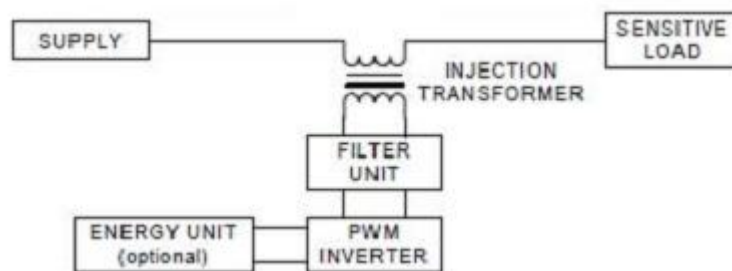 SUPPLY
SENSITIVE
LOAD
INJECTION
TRANSFORMER
FILTER
UNIT
ENERGY UNIT
(optional)
PWM
INVERTER